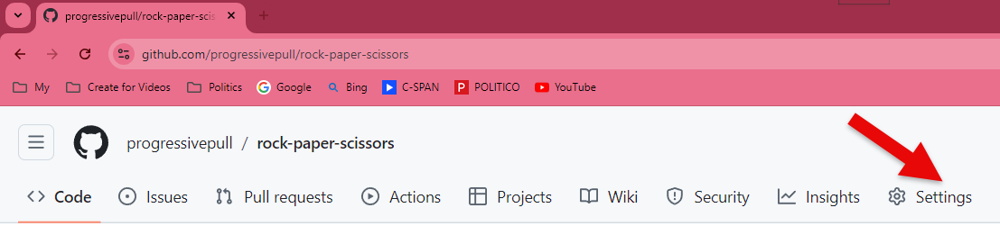 progressivepull/rock-paper-scis
github.com/progressivepull/rock-paper-scissors
My Create for Videos Politics Google Bing C-SPAN POLITICO YouTube
progressivepull / rock-paper-scissors
Code Issues Pull requests Actions Projects Wiki Security Insights Settings